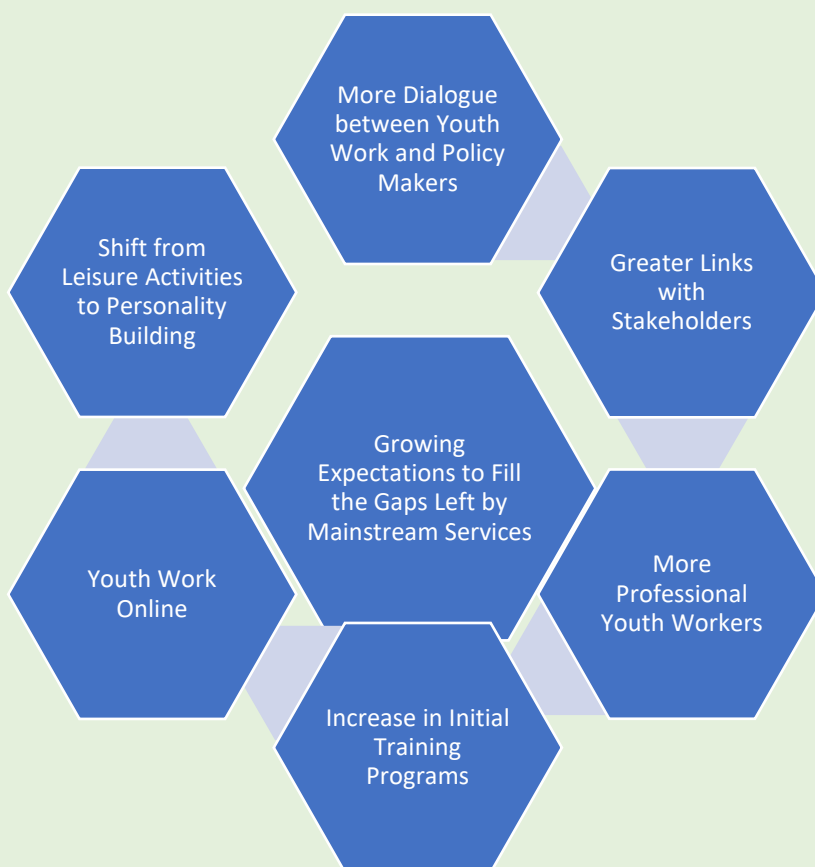 More Dialogue
between Youth
Work and Policy
Makers
Greater Links
with
Stakeholders
More
Professional
Youth Workers
Increase in Initial
Training
Programs
Youth Work
Online
Shift from
Leisure Activities
to Personality
Building
Growing
Expectations to Fill
the Gaps Left by
Mainstream Services